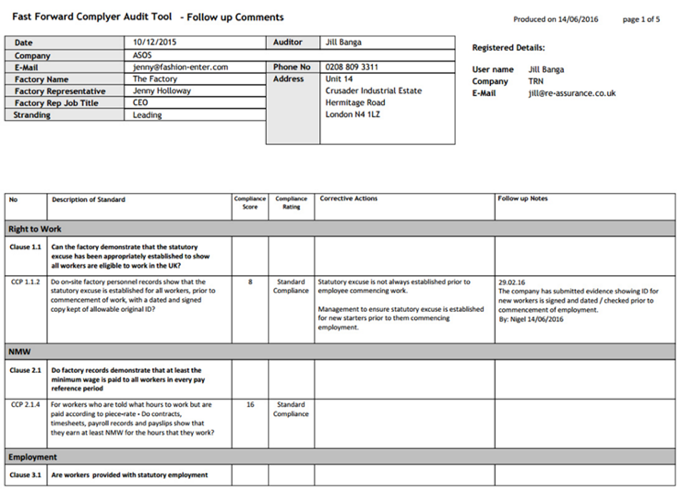 Fast Forward Complyer Audit Tool - Follow up Comments
Produced on 14/06/2016 page 1 of 5
Date 10/12/2015 Auditor Jill Banga
Company ASOS
E-Mail jenny@fashion-enter.com Phone No 0208 809 3311
Factory Name The Factory Address Unit 14
Factory Representative Jenny Holloway Crusader Industrial Estate
Factory Rep Job Title CEO Hermitage Road
Stranding Leading London N4 1LZ
Registered Details:
User name Jill Banga
Company TRN
E-Mail jill@re-assurance.co.uk
No Description of Standard Compliance Score Compliance Rating Corrective Actions Follow up Notes
Right to Work
Clause 1.1 Can the factory demonstrate that the statutory
excuse has been appropriately established to show
all workers are eligible to work in the UK?
CCP 1.1.2 Do on-site factory personnel records show that the
statutory excuse is established for all workers, prior to
commencement of work, with a dated and signed
copy kept of allowable original ID?
8
Standard
Compliance
Statutory excuse is not always established prior to
employee commencing work.
Management to ensure statutory excuse is established
for new starters prior to them commencing
employment.
29.02.16
The company has submitted evidence showing ID for
new workers is signed and dated / checked prior to
commencement of employment.
By: Nigel 14/06/2016
NMW
Clause 2.1 Do factory records demonstrate that at least the
minimum wage is paid to all workers in every pay
reference period
CCP 2.1.4 For workers who are told what hours to work but are
paid according to piece-rate - Do contracts,
timesheets, payroll records and payslips show that
they earn at least NMW for the hours that they work?
16
Standard
Compliance
Employment
Clause 3.1 Are workers provided with statutory employment